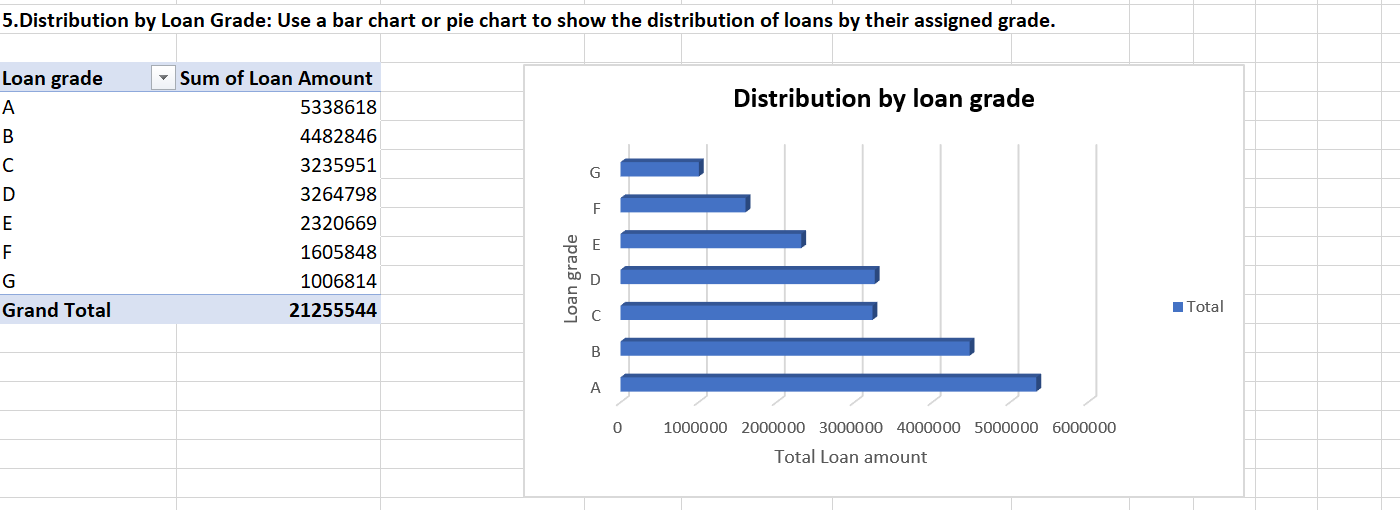 5.Distribution by Loan Grade: Use a bar chart or pie chart to show the distribution of loans by their assigned grade.
Loan grade Sum of Loan Amount
A 5338618
B 4482846
C 3235951
D 3264798
E 2320669
F 1605848
G 1006814
Grand Total 21255544
Distribution by loan grade
Loan grade
G
F
E
D
C
B
A
0 1000000 2000000 3000000 4000000 5000000 6000000
Total Loan amount
Total